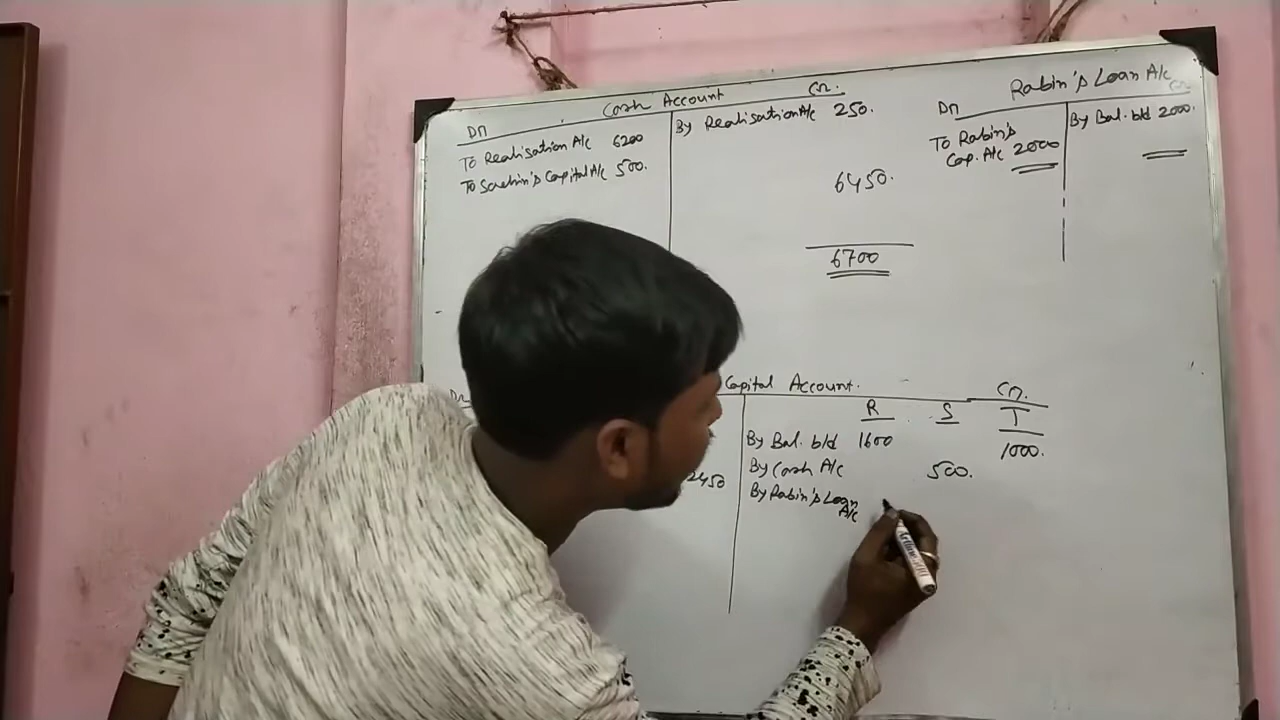 Cash Account
Dr
Cr.
To Realisation A/c 6200
To Sachin's Capital A/c 500.
By Realisation A/c 250.
6450.
6700
Rabin's Loan A/c
Dr
Cr
To Rabin's
Cap. A/c 2000
By Bal. b/d 2000.
Capital Account.
Dr
Cr.
R S T
By Bal. b/d 1600 1000.
By Cash A/c 500.
By Rabin's Loan
A/c
2450